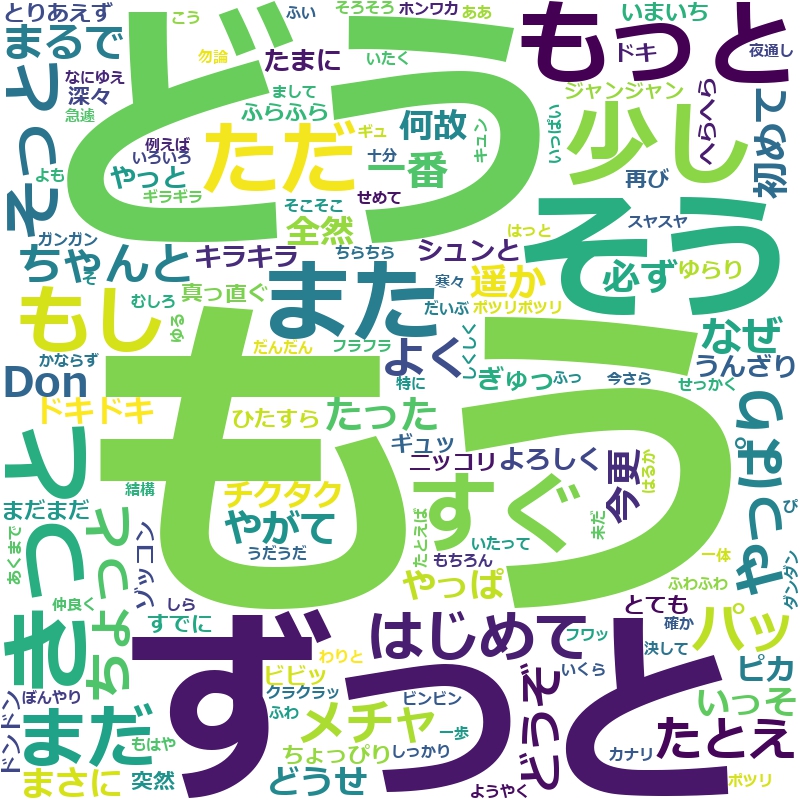 とりあえず
こう
ふい
そろそろ
ホンワカ
ああ
いまいち
まるで
どう
もっと
勿論
たまに
いたく
ドキ
夜通し
なにゆえ
深々
急遽
まして
ふらふら
ジャンジャン
いっぱい
へらへら
初めて
そっと
例えば
ギュ
ただ
何故
キュン
少し
いろいろ
十分
よも
やっと
一番
再び
ギラギラ
そこそこ
せめて
スヤスヤ
全然
そう
はっと
今さら
ガンガン
ちゃんと
そ
キラキラ
ちらちら
シュンと
寒々
遥か
必ず
ゆらり
真っ直ぐ
また
だいぶ
ポツリポツリ
もし
むしろ
ゆる
もう
だんだん
フラフラ
よく
しくしく
なぜ
かならず
うんざり
Don
特に
ぎゅっ
ふっ
せっかく
ドキドキ
ひたすら
たった
やっぱり
ギュッ
ニッコリ
よろしく
今更
はるか
きっと
結構
チクタク
すぐ
まだまだ
ちょっと
やがて
たとえば
未だ
ぴ
あくまで
ゾッコン
うだうだ
もちろん
いたって
一体
ダンダン
仲良く
しら
やっぱ
ふわふわ
すでに
ずっと
はじめて
フワッ
とても
確か
パッ
わりと
決して
ビビッ
いくら
ピカ
ドンドン
ぼんやり
クラクラッ
ビンビン
どうぞ
いっそ
まだ
ふわ
メチャ
一歩
たとえ
もはや
ちょっぴり
しっかり
カナリ
まさに
突然
どうせ
ようやく
ポツリ